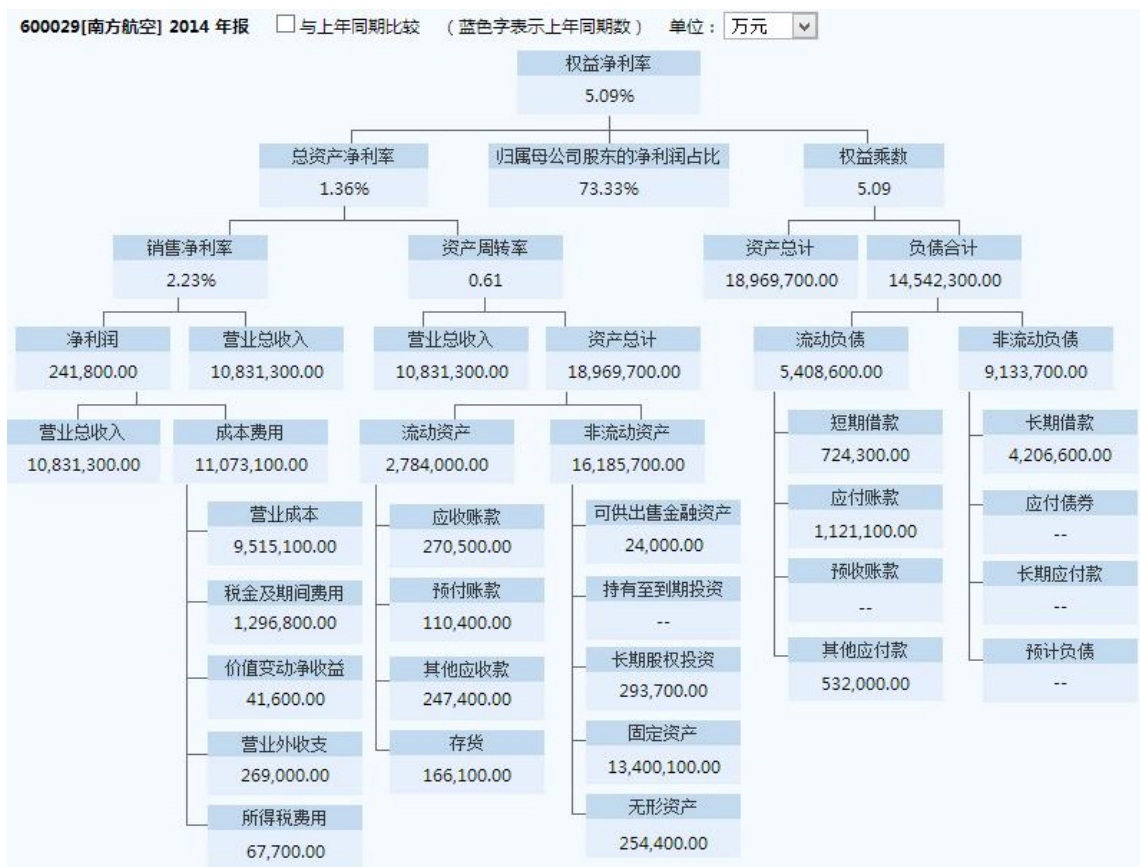 600029[南方航空] 2014 年报 与上年同期比较 （蓝色字表示上年同期数） 单位： 万元
权益净利率
5.09%
总资产净利率 归属母公司股东的净利润占比 权益乘数
1.36% 73.33% 5.09
销售净利率 资产周转率 资产总计 负债合计
2.23% 0.61 18,969,700.00 14,542,300.00
净利润 营业总收入 营业总收入 资产总计 流动负债 非流动负债
241,800.00 10,831,300.00 10,831,300.00 18,969,700.00 5,408,600.00 9,133,700.00
营业总收入 成本费用 流动资产 非流动资产 短期借款 长期借款
10,831,300.00 11,073,100.00 2,784,000.00 16,185,700.00 724,300.00 4,206,600.00
营业成本 应收账款 可供出售金融资产 应付账款 应付债券
9,515,100.00 270,500.00 24,000.00 1,121,100.00 --
税金及期间费用 预付账款 持有至到期投资 预收账款 长期应付款
1,296,800.00 110,400.00 -- -- --
价值变动净收益 其他应收款 长期股权投资 其他应付款 预计负债
41,600.00 247,400.00 293,700.00 532,000.00 --
营业外收支 存货 固定资产
269,000.00 166,100.00 13,400,100.00
所得税费用 无形资产
67,700.00 254,400.00